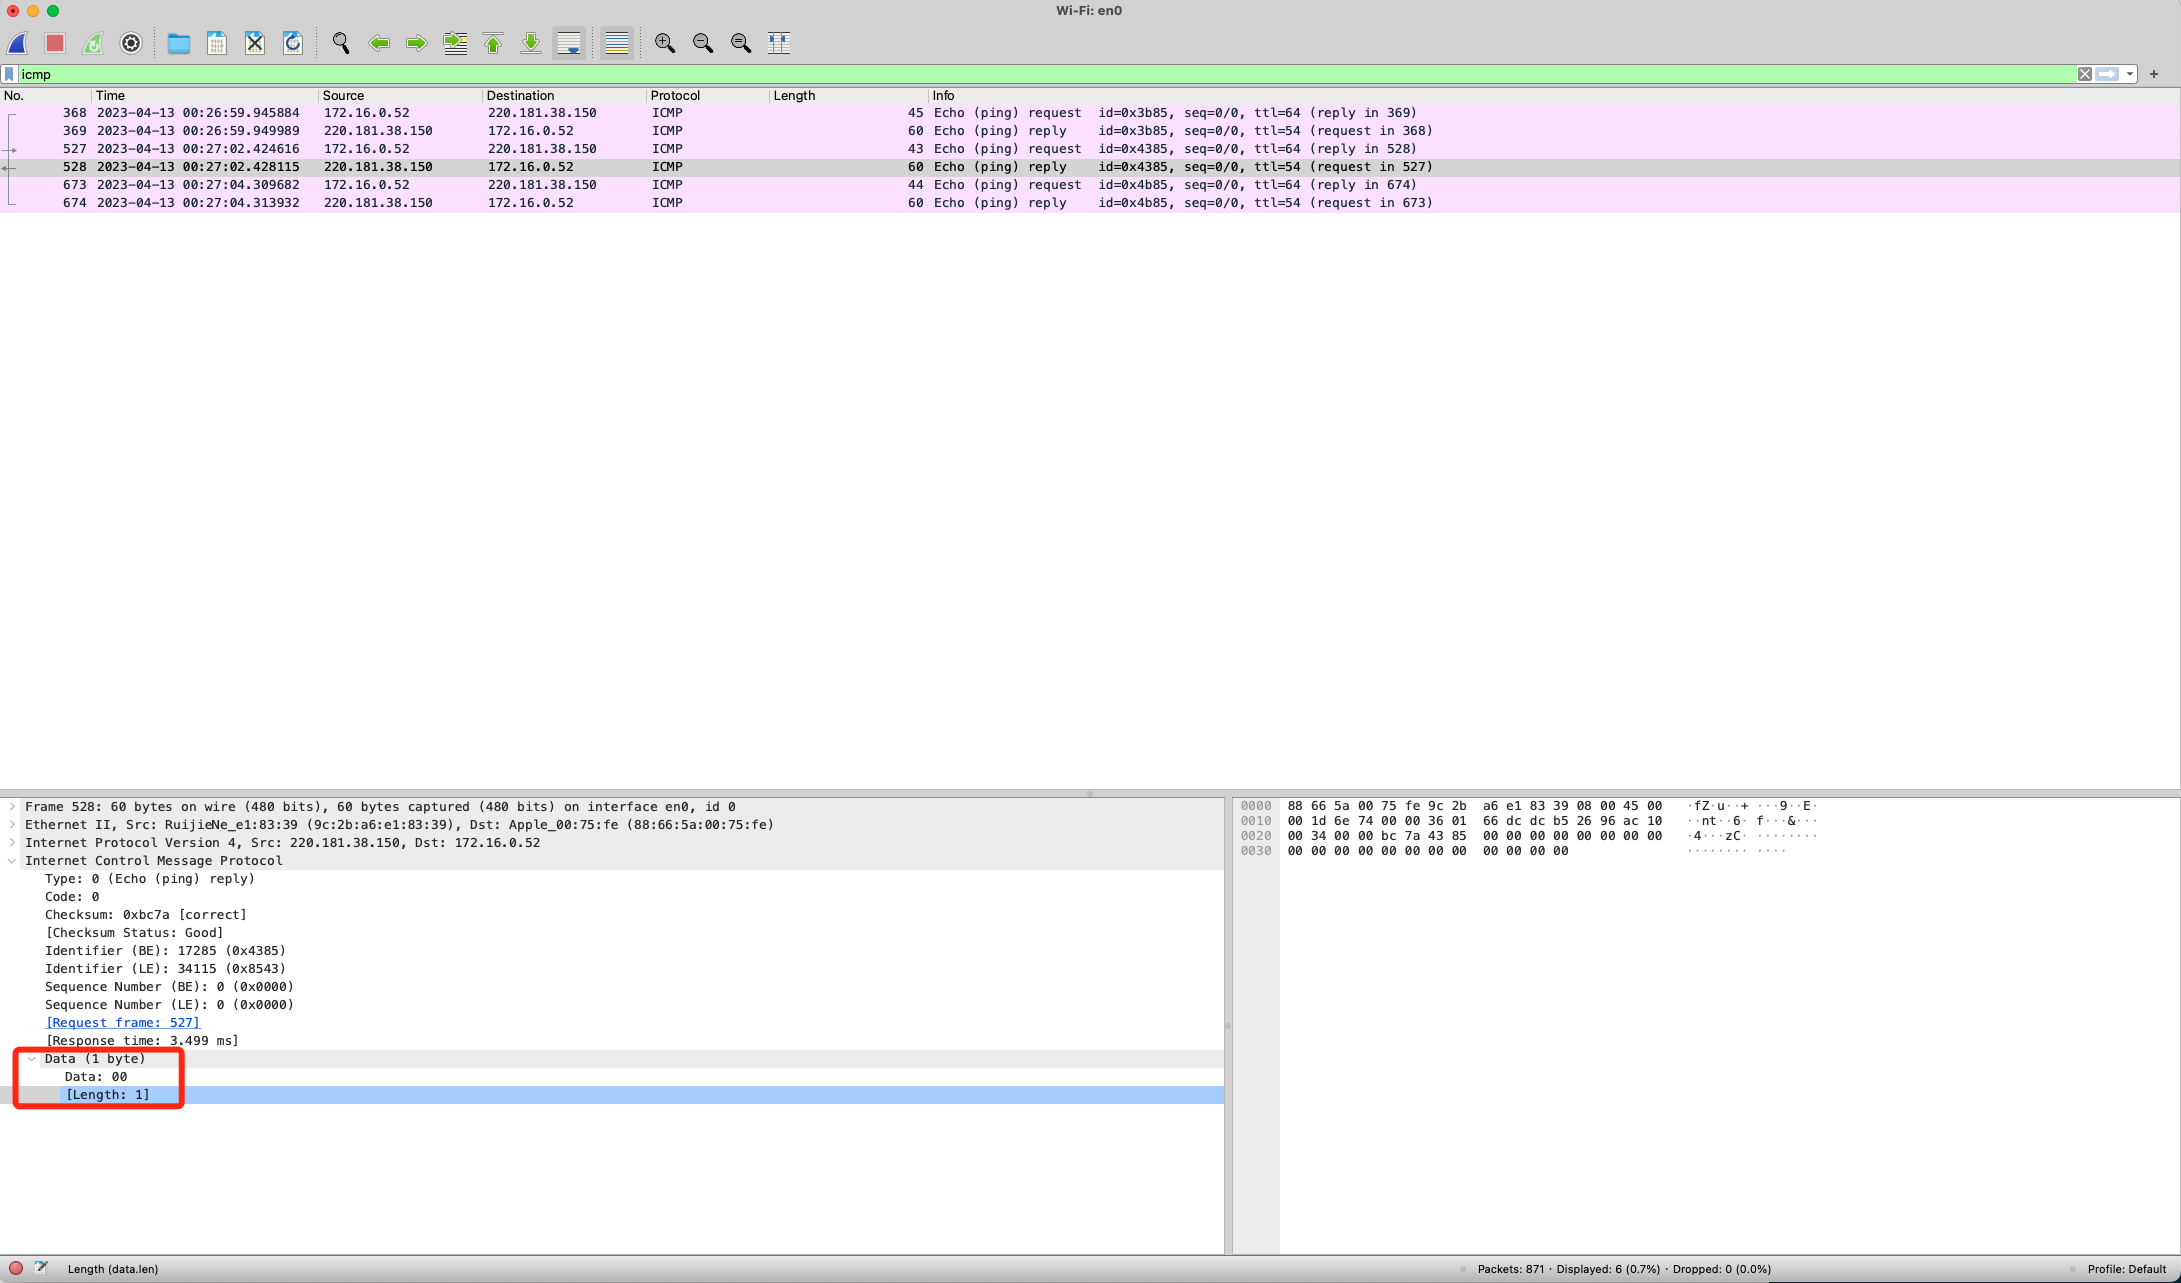 Wi-Fi: en0
icmp
No. Time Source Destination Protocol Length Info
368 2023-04-13 00:26:59.945884 172.16.0.52 220.181.38.150 ICMP 45 Echo (ping) request id=0x3b85, seq=0/0, ttl=64 (reply in 369)
369 2023-04-13 00:26:59.949989 220.181.38.150 172.16.0.52 ICMP 60 Echo (ping) reply id=0x3b85, seq=0/0, ttl=54 (request in 368)
527 2023-04-13 00:27:02.424616 172.16.0.52 220.181.38.150 ICMP 43 Echo (ping) request id=0x4385, seq=0/0, ttl=64 (reply in 528)
528 2023-04-13 00:27:02.428115 220.181.38.150 172.16.0.52 ICMP 60 Echo (ping) reply id=0x4385, seq=0/0, ttl=54 (request in 527)
673 2023-04-13 00:27:04.309682 172.16.0.52 220.181.38.150 ICMP 44 Echo (ping) request id=0x4b85, seq=0/0, ttl=64 (reply in 674)
674 2023-04-13 00:27:04.313932 220.181.38.150 172.16.0.52 ICMP 60 Echo (ping) reply id=0x4b85, seq=0/0, ttl=54 (request in 673)
Frame 528: 60 bytes on wire (480 bits), 60 bytes captured (480 bits) on interface en0, id 0
Ethernet II, Src: RuijieNe_e1:83:39 (9c:2b:a6:e1:83:39), Dst: Apple_00:75:fe (88:66:5a:00:75:fe)
Internet Protocol Version 4, Src: 220.181.38.150, Dst: 172.16.0.52
Internet Control Message Protocol
Type: 0 (Echo (ping) reply)
Code: 0
Checksum: 0xbc7a [correct]
[Checksum Status: Good]
Identifier (BE): 17285 (0x4385)
Identifier (LE): 34115 (0x8543)
Sequence Number (BE): 0 (0x0000)
Sequence Number (LE): 0 (0x0000)
[Request frame: 527]
[Response time: 3.499 ms]
Data (1 byte)
Data: 00
[Length: 1]
0000 88 66 5a 00 75 fe 9c 2b a6 e1 83 39 08 00 45 00 ·fZ·u··+ ···9··E·
0010 00 1d 6e 74 00 00 36 01 66 dc dc b5 26 96 ac 10 ··nt··6· f···&···
0020 00 34 00 00 bc 7a 43 85 00 00 00 00 00 00 00 00 ·4···zC· ········
0030 00 00 00 00 00 00 00 00 00 00 00 00 ········ ····
Length (data.len)
Packets: 871 · Displayed: 6 (0.7%) · Dropped: 0 (0.0%)
Profile: Default